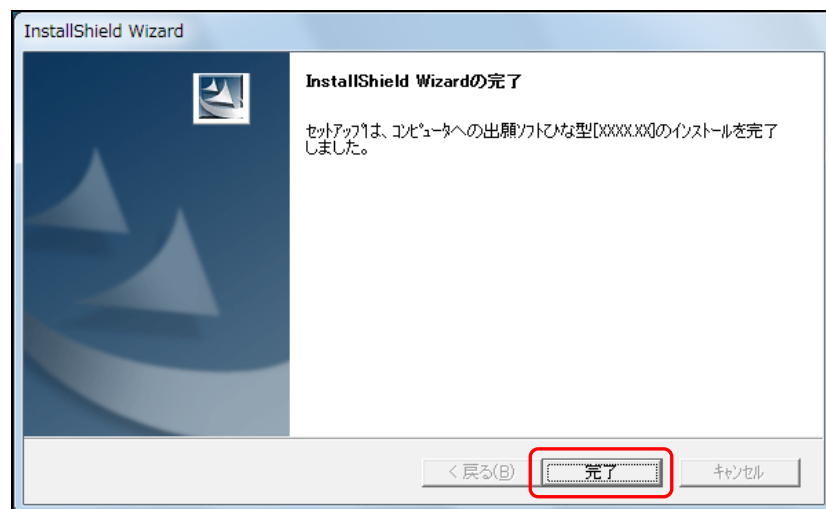 InstallShield Wizard
InstallShield Wizardの完了
セットアップは、コンピュータへの出願ソフトひな型[XXXX.XX]のインストールを完了
しました。
< 戻る(B)
完了
キャンセル